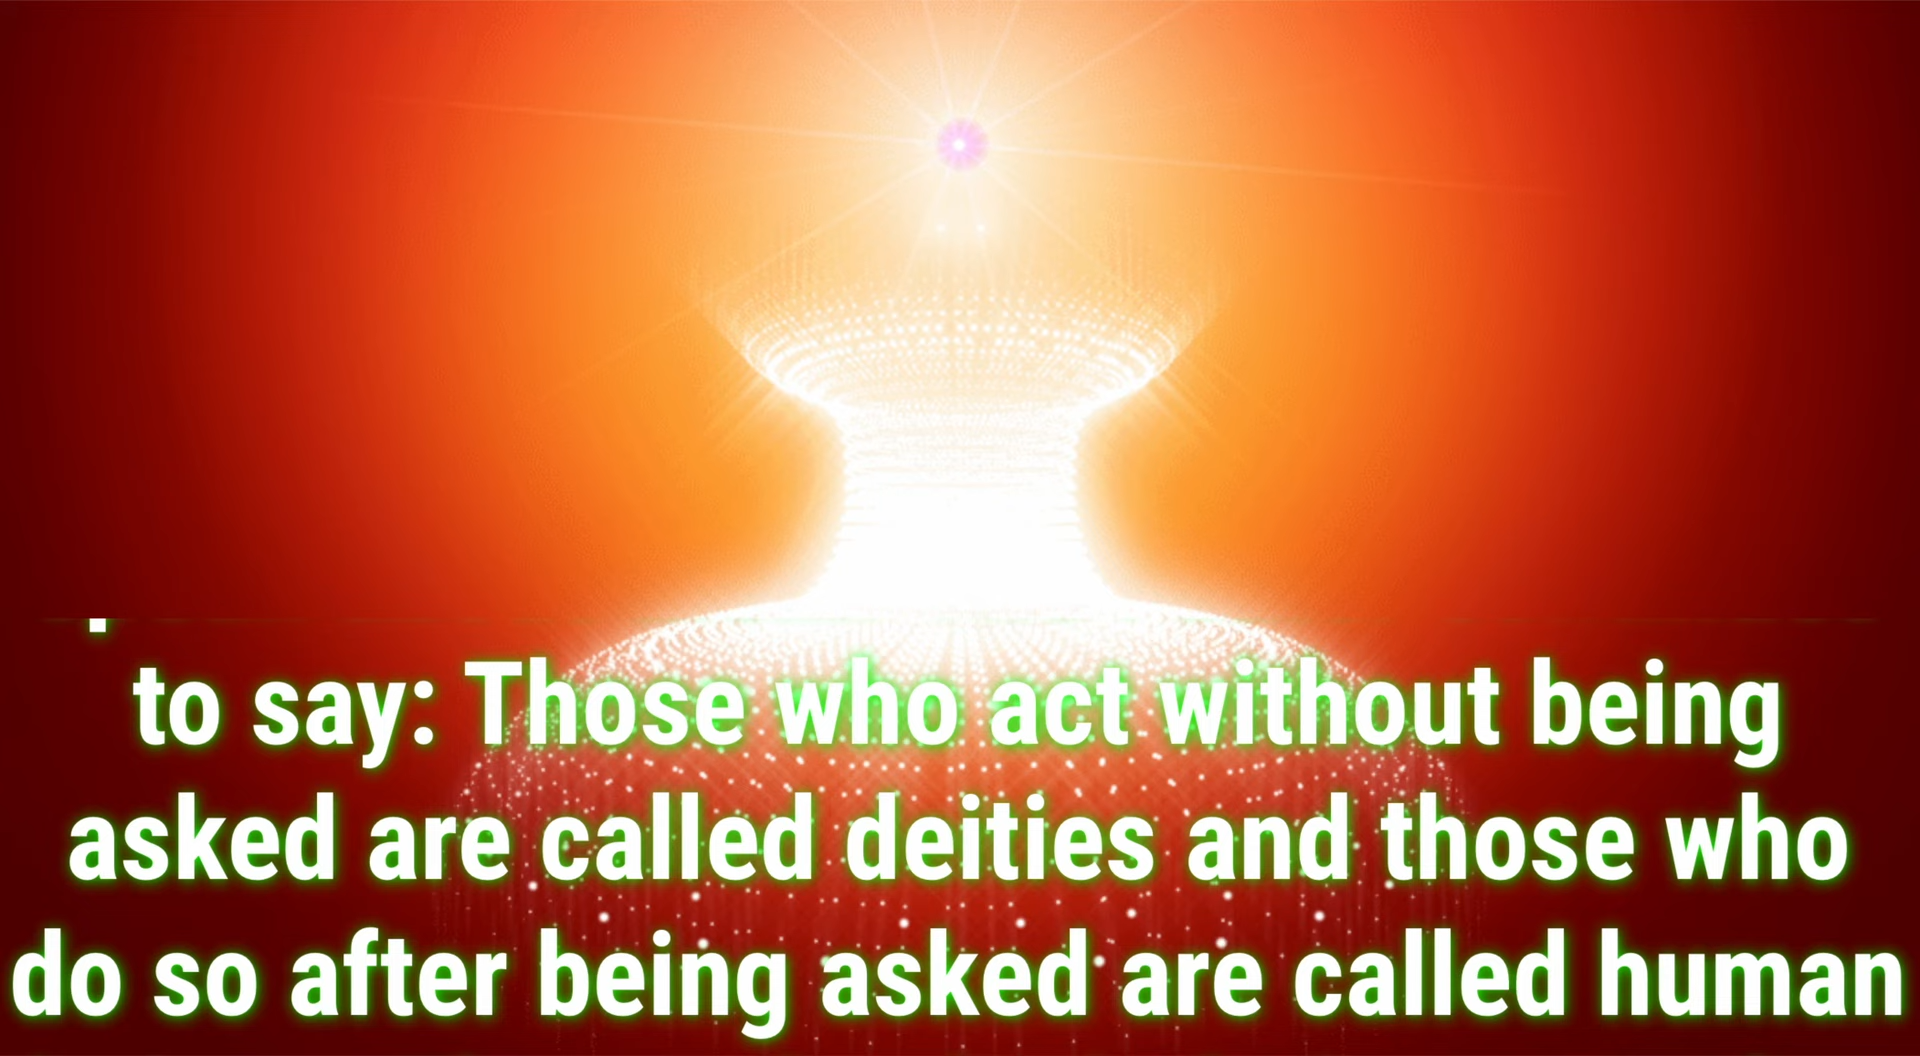 to say: Those who act without being
asked are called deities and those who
do so after being asked are called human